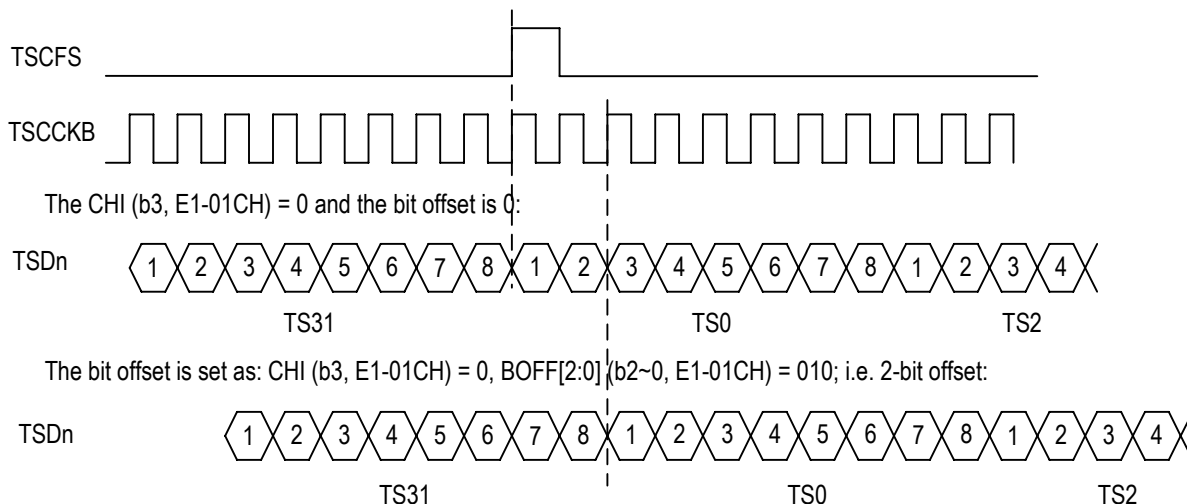 TSCFS
TSCCKB
The CHI (b3, E1-01CH) = 0 and the bit offset is 0:
TSDn 1 2 3 4 5 6 7 8 1 2 3 4 5 6 7 8 1 2 3 4
TS31 TS0 TS2
The bit offset is set as: CHI (b3, E1-01CH) = 0, BOFF[2:0] (b2~0, E1-01CH) = 010; i.e. 2-bit offset:
TSDn 1 2 3 4 5 6 7 8 1 2 3 4 5 6 7 8 1 2 3 4
TS31 TS0 TS2